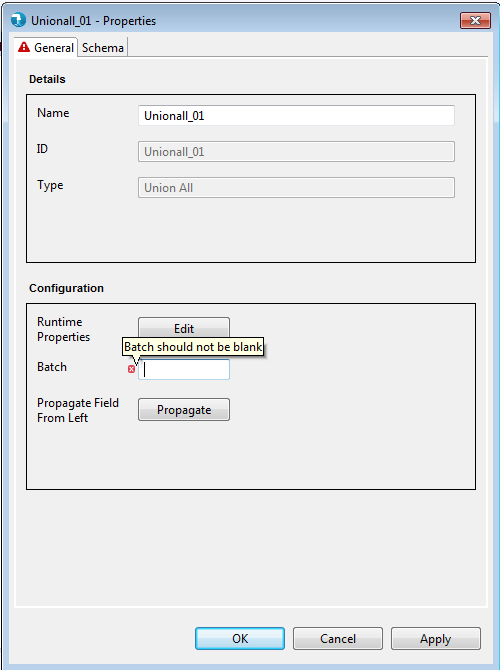 Unionall_01 - Properties
General Schema
Details
Name Unionall_01
ID Unionall_01
Type Union All
Configuration
Runtime
Properties
Edit
Batch should not be blank
Batch
Propagate Field
From Left
Propagate
OK Cancel Apply